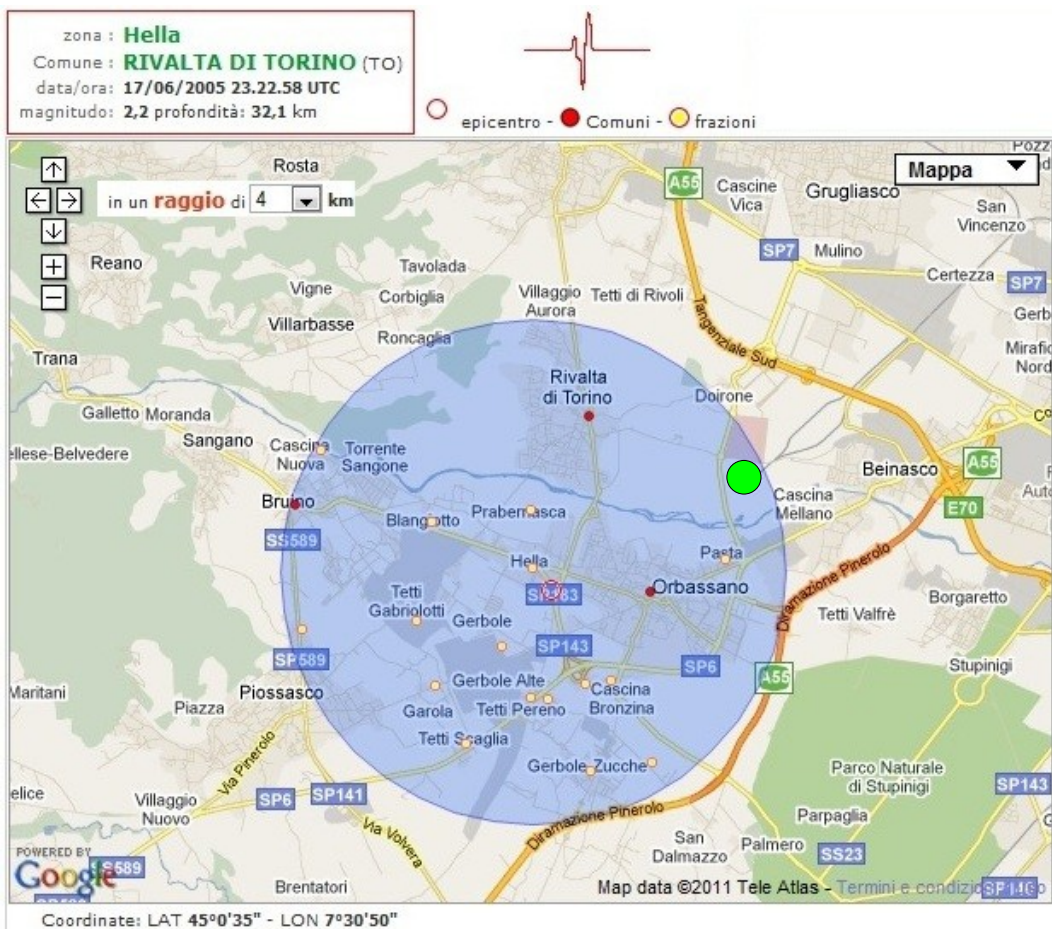 zona : Hella
Comune : RIVALTA DI TORINO (TO)
data/ora: 17/06/2005 23.22.58 UTC
magnitudo: 2,2 profondità: 32,1 km
epicentro - Comuni - frazioni
Mappa
in un raggio di 4 km
Rosta
Reano
Trana
Vigne
Villarbasse
Tavolada
Corbiglia
Roncaglia
Villaggio
Aurora
Tetti di Rivoli
A55
Cascine
Vica
Grugliasco
San
Vincenzo
SP7
Mulino
Certezza
SP7
Tangenziale Sud
Rivalta
di Torino
Doirone
Galletto
Moranda
Sangano
Cascina
Nuova
Torrente
Sangone
Beinasco
A55
E70
Cascina
Mellano
Bruino
Blangiotto
Prabernasca
SS589
Hella
Pasta
Orbassano
Tetti
Gabriolotti
Gerbole
SP143
SP6
Diramazione Pinerolo
Tetti Valfrè
Borgaretto
Stupinigi
A55
SP589
Maritani
Piazza
Piossasco
Gerbole Alte
Garola
Tetti Pereno
Cascina
Bronzina
Tetti Scaglia
Gerbole Zucche
Via Pinerolo
Villaggio
Nuovo
SP6
SP141
Via Volvera
Diramazione Pinerolo
San
Dalmazzo
Palmero
Parpaglia
Parco Naturale
di Stupinigi
SP143
SS23
Brentatori
POWERED BY
Google
Map data ©2011 Tele Atlas -
Coordinate: LAT 45°0'35" - LON 7°30'50"